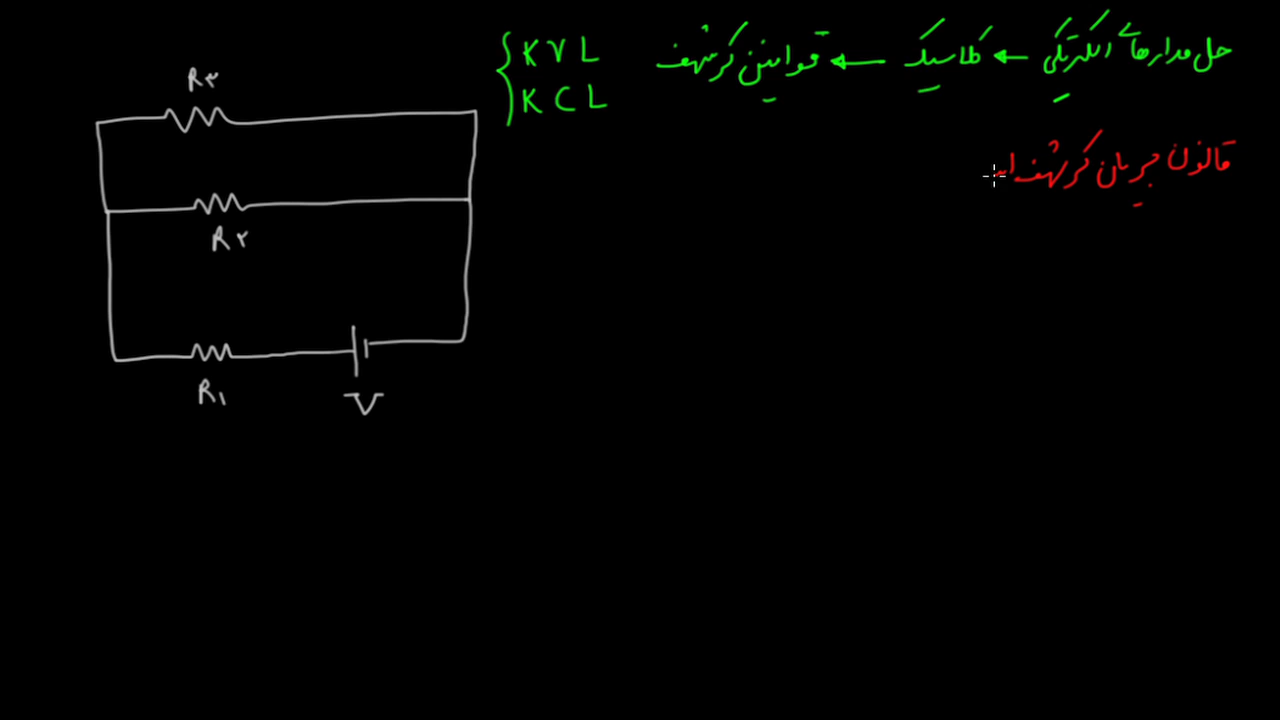 حل مدارهای الکتریکی ← کلاسیک ← قوانین کرشهف { KVL
KCL
قانون جریان کرشهف
R۳
R۲
R۱
V